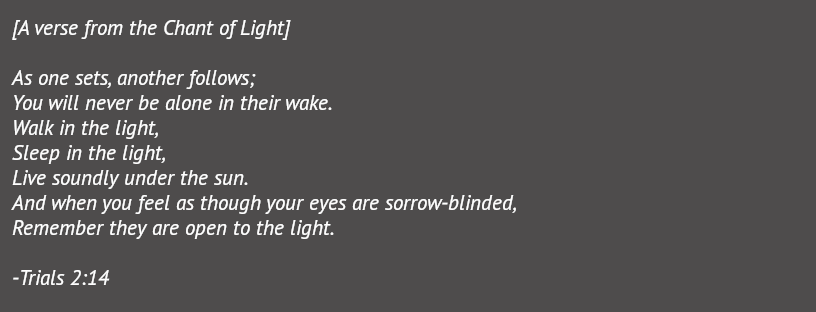 [A verse from the Chant of Light]
As one sets, another follows;
You will never be alone in their wake.
Walk in the light,
Sleep in the light,
Live soundly under the sun.
And when you feel as though your eyes are sorrow-blinded,
Remember they are open to the light.
-Trials 2:14